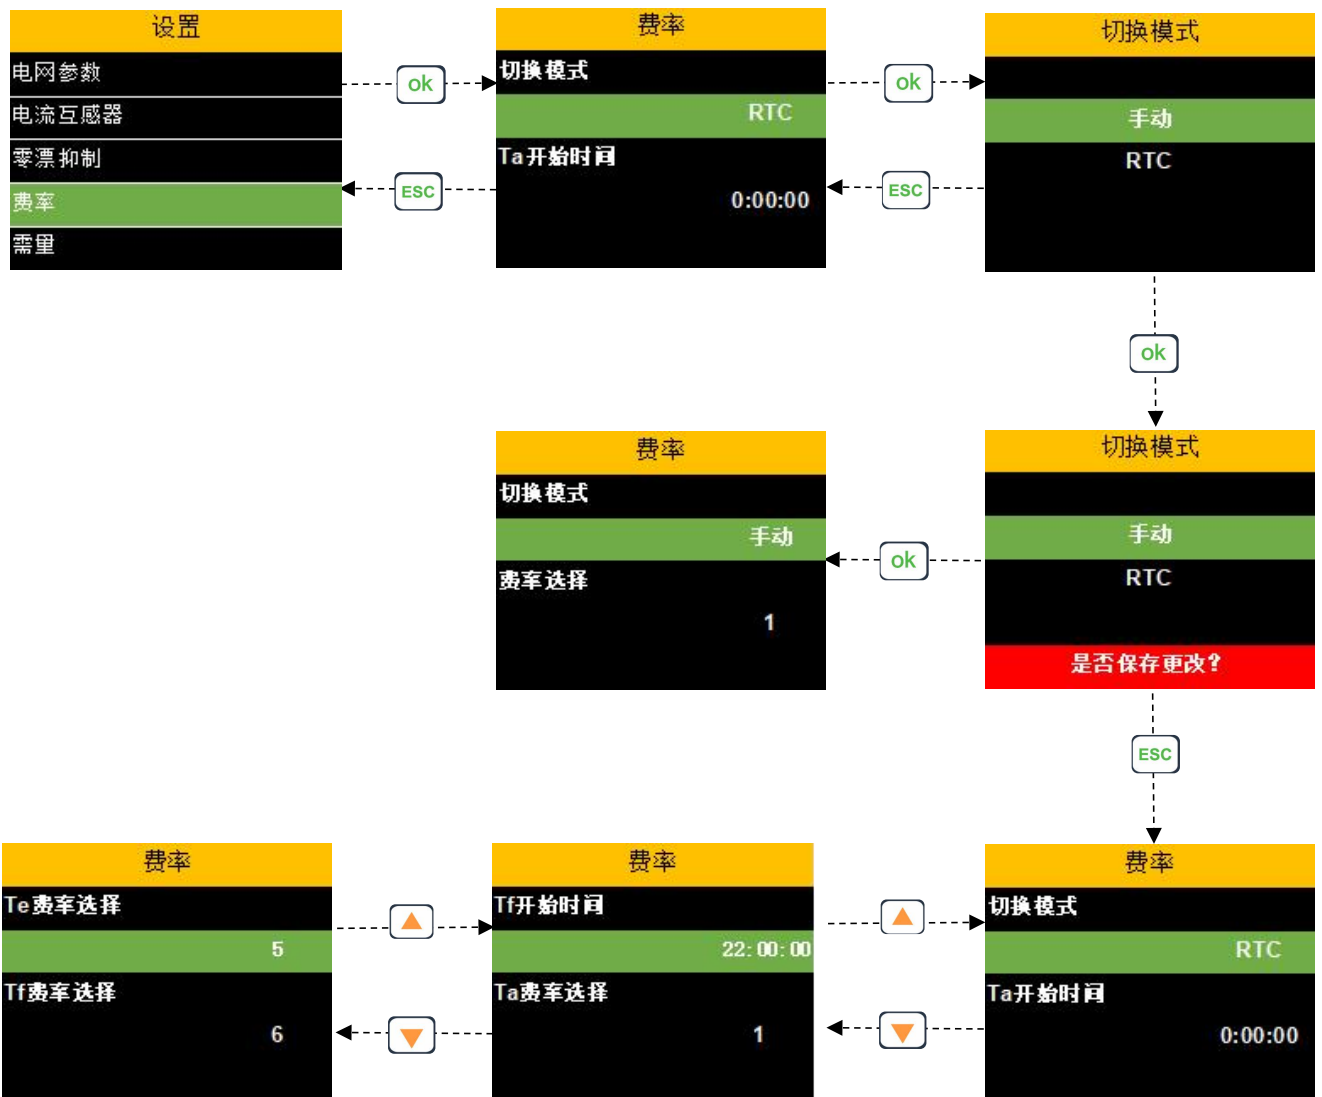 设置
电网参数
电流互感器
零漂抑制
费率
需量
ok
ESC
费率
切换模式
RTC
Ta开始时间
0:00:00
ok
ESC
切换模式
手动
RTC
ok
费率
切换模式
手动
费率选择
1
ok
切换模式
手动
RTC
是否保存更改?
ESC
费率
Te费率选择
5
Tf费率选择
6
费率
Tf开始时间
22:00:00
Ta费率选择
1
费率
切换模式
RTC
Ta开始时间
0:00:00